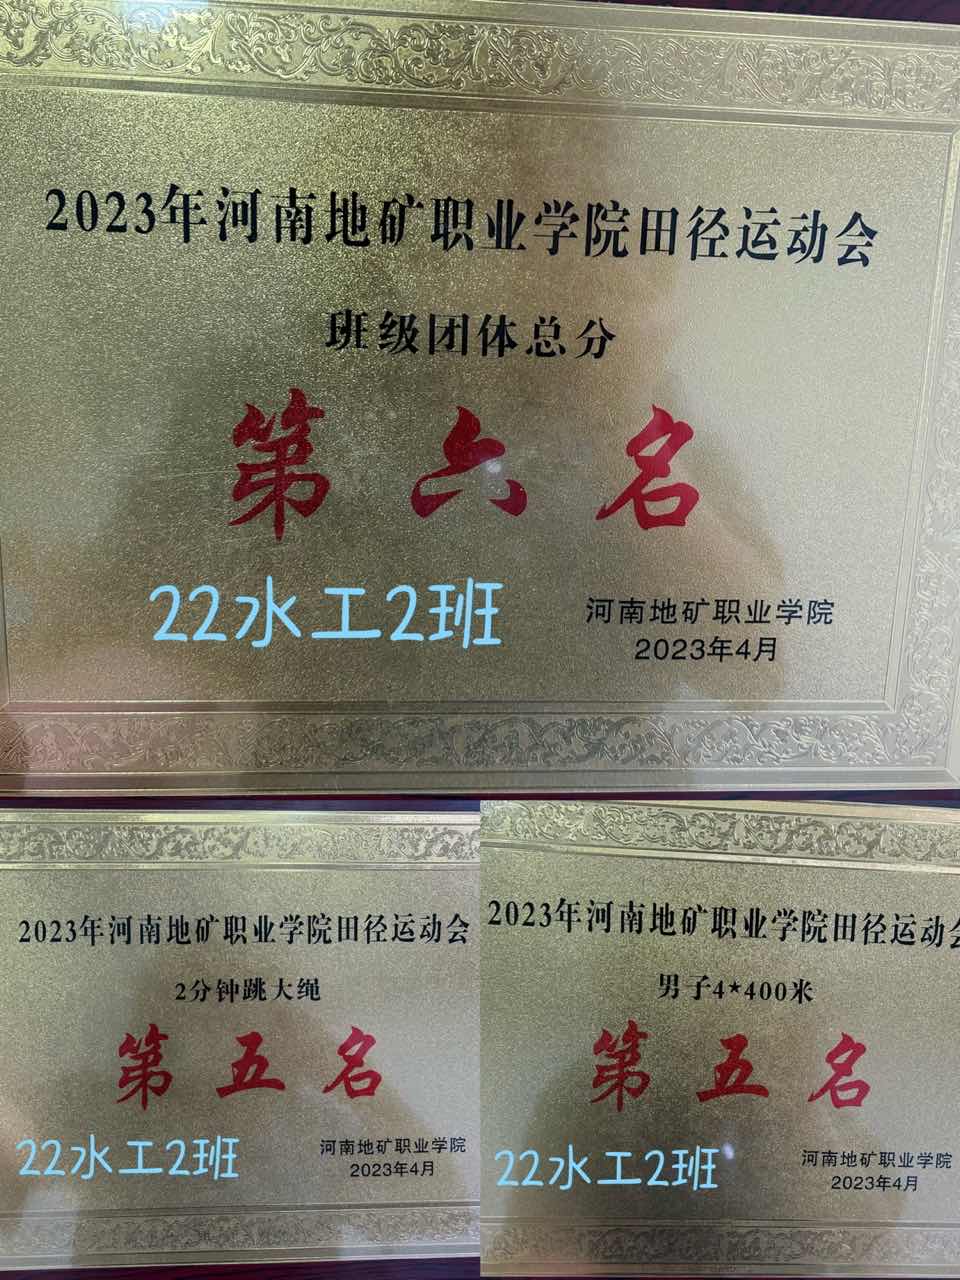 2023年河南地矿职业学院田径运动会
班级团体总分
第六名
22水工2班
河南地矿职业学院
2023年4月
2023年河南地矿职业学院田径运动会
2分钟跳大绳
第五名
22水工2班
河南地矿职业学院
2023年4月
2023年河南地矿职业学院田径运动会
男子4*400米
第五名
22水工2班
河南地矿职业学院
2023年4月